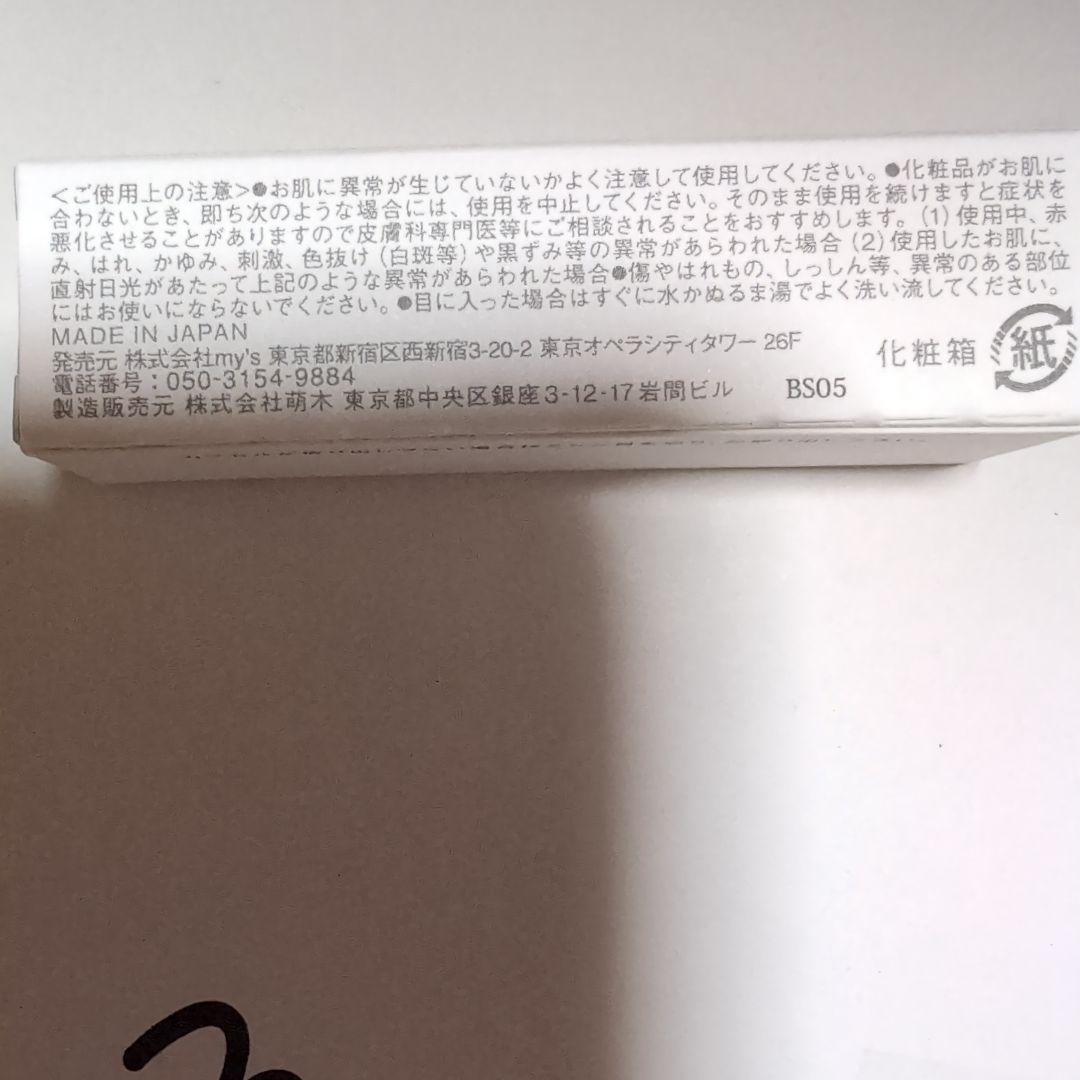 <ご使用上の注意>●お肌に異常が生じていないかよく注意して使用してください。●化粧品がお肌に
合わないとき、即ち次のような場合には、使用を中止してください。そのまま使用を続けますと症状を
悪化させることがありますので皮膚科専門医等にご相談されることをおすすめします。(1) 使用中、赤
み、はれ、かゆみ、刺激、色抜け (白斑等) や黒ずみ等の異常があらわれた場合 (2) 使用したお肌に、
直射日光があたって上記のような異常があらわれた場合●傷やはれもの、しっしん等、異常のある部位
にはお使いにならないでください。●目に入った場合はすぐに水かぬるま湯でよく洗い流してください。
MADE IN JAPAN
発売元 株式会社my's 東京都新宿区西新宿3-20-2 東京オペラシティタワー 26F
電話番号：050-3154-9884
製造販売元 株式会社萌木 東京都中央区銀座3-12-17岩間ビル BS05
化粧箱 紙